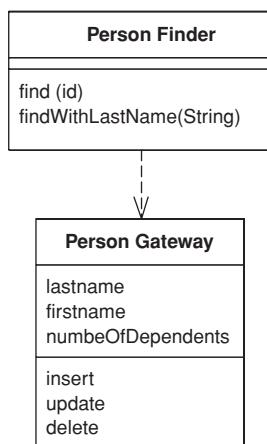 Person Finder
find (id)
findWithLastName(String)
Person Gateway
lastname
firstname
numbeOfDependents
insert
update
delete